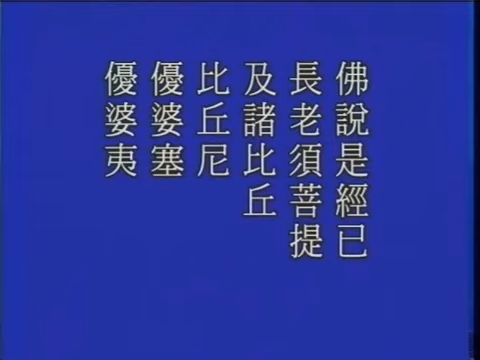 佛說是經已
長老須菩提
及諸比丘
比丘尼
優婆塞
優婆夷